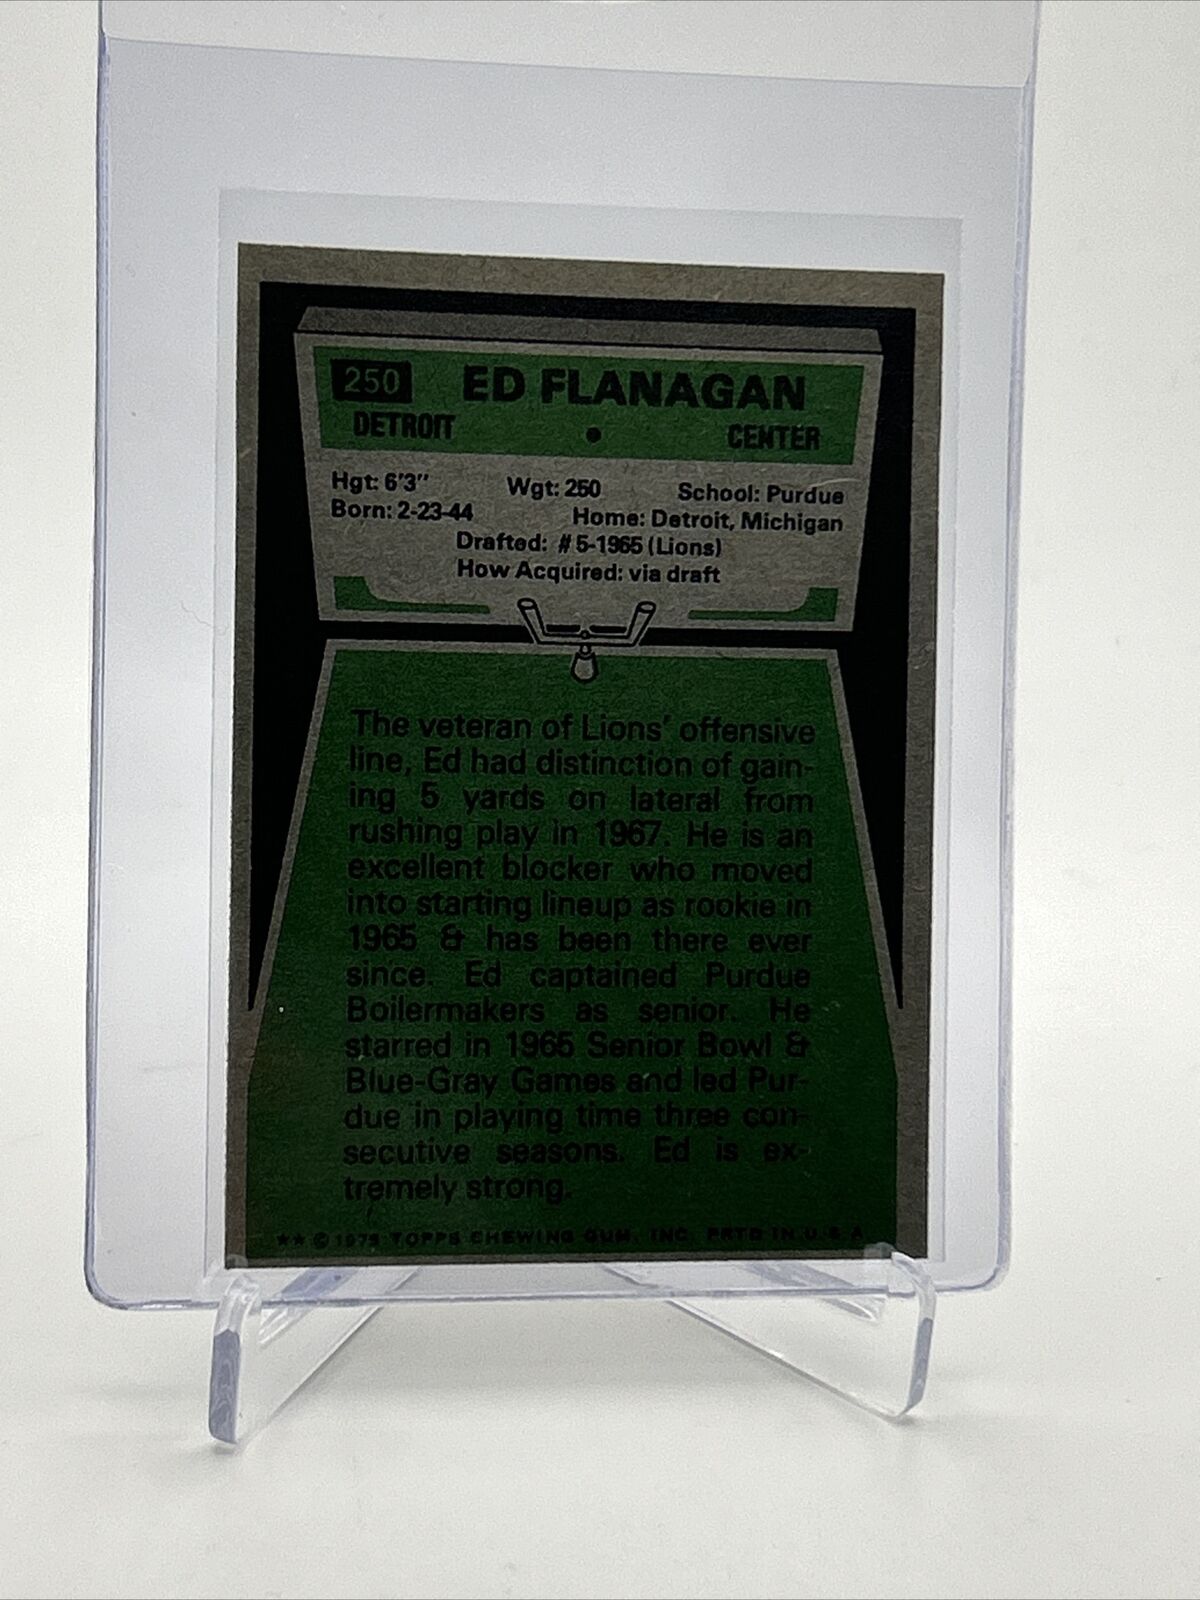 250 ED FLANAGAN
DETROIT • CENTER
Hgt: 6'3" Wgt: 250 School: Purdue
Born: 2-23-44 Home: Detroit, Michigan
Drafted: #5-1965 (Lions)
How Acquired: via draft
The veteran of Lions' offensive
line, Ed had distinction of gain-
ing 5 yards on lateral from
rushing play in 1967. He is an
excellent blocker who moved
into starting lineup as rookie in
1965 & has been there ever
since. Ed captained Purdue
Boilermakers as senior. He
starred in 1965 Senior Bowl &
Blue-Gray Games and led Pur-
due in playing time three con-
secutive seasons. Ed is ex-
tremely strong.
★★ © 1975 TOPPS CHEWING GUM, INC. PRTD IN U.S.A.